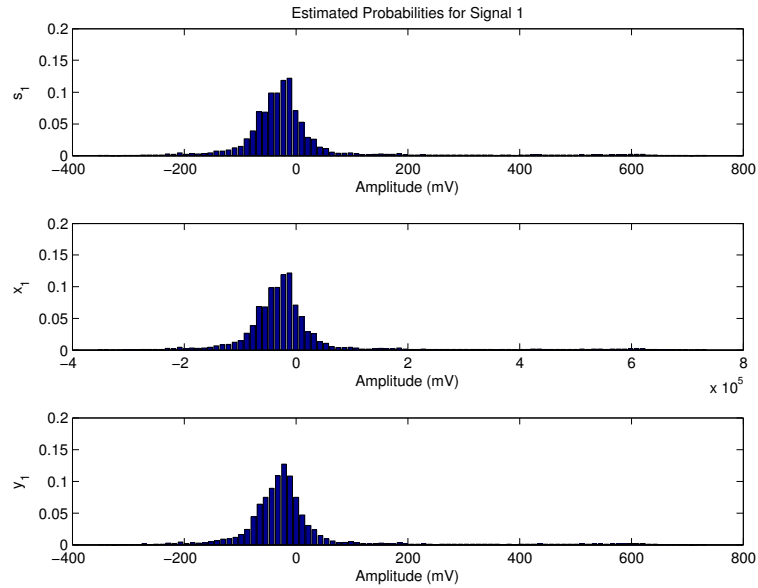 Estimated Probabilities for Signal 1
0.2
0.15
0.1
0.05
0
s₁
−400 −200 0 200 400 600 800
Amplitude (mV)
0.2
0.15
0.1
0.05
0
x₁
−4 −2 0 2 4 6 8
Amplitude (mV)
x 10⁵
0.2
0.15
0.1
0.05
0
y₁
−400 −200 0 200 400 600 800
Amplitude (mV)